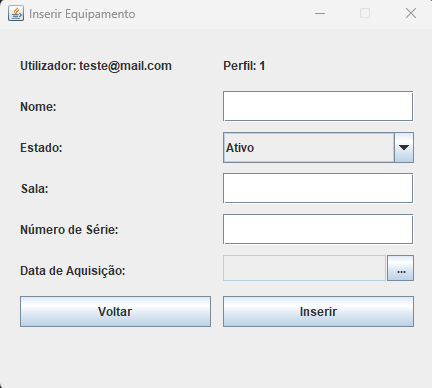 Inserir Equipamento
Utilizador: teste@mail.com Perfil: 1
Nome:
Estado: Ativo
Sala:
Número de Série:
Data de Aquisição: ...
Voltar Inserir